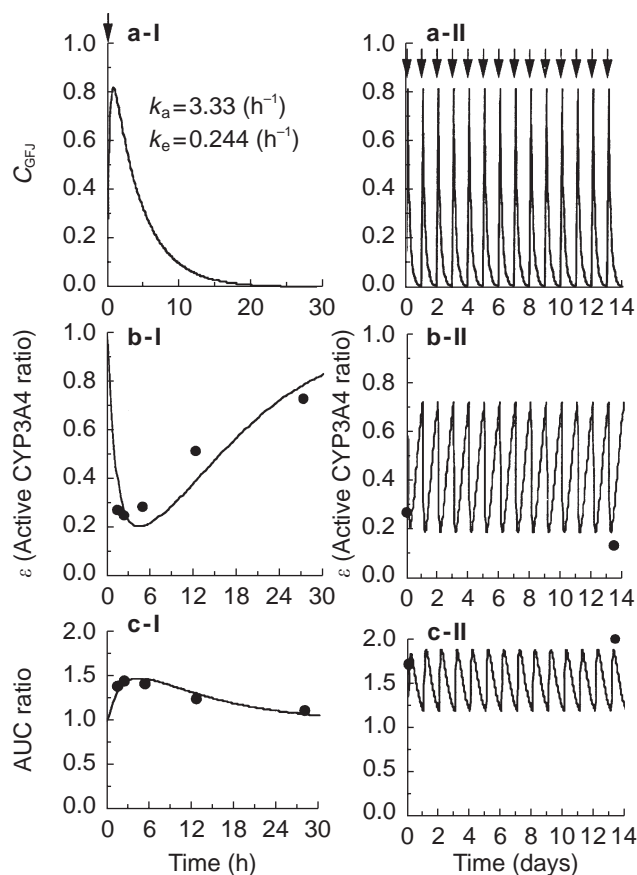 a-I
a-II
1.0
0.8
0.6
0.4
0.2
0.0
C_GFJ
k_a=3.33 (h⁻¹)
k_e=0.244 (h⁻¹)
0 10 20 30
1.0
0.8
0.6
0.4
0.2
0.0
0 2 4 6 8 10 12 14
b-I
b-II
1.0
0.8
0.6
0.4
0.2
0.0
ε (Active CYP3A4 ratio)
0 6 12 18 24 30
1.0
0.8
0.6
0.4
0.2
0.0
ε (Active CYP3A4 ratio)
0 2 4 6 8 10 12 14
c-I
c-II
2.0
1.5
1.0
0.5
0.0
AUC ratio
0 6 12 18 24 30
Time (h)
2.0
1.5
1.0
0.5
0.0
0 2 4 6 8 10 12 14
Time (days)